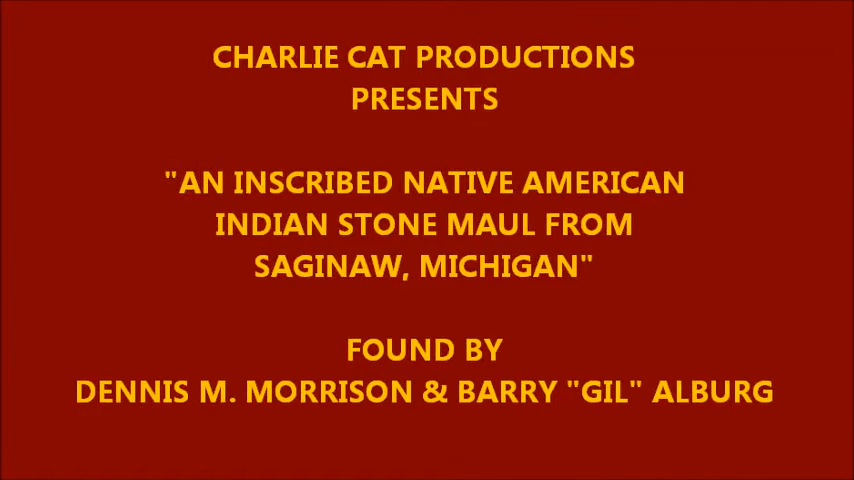 CHARLIE CAT PRODUCTIONS
PRESENTS
"AN INSCRIBED NATIVE AMERICAN
INDIAN STONE MAUL FROM
SAGINAW, MICHIGAN"
FOUND BY
DENNIS M. MORRISON & BARRY "GIL" ALBURG